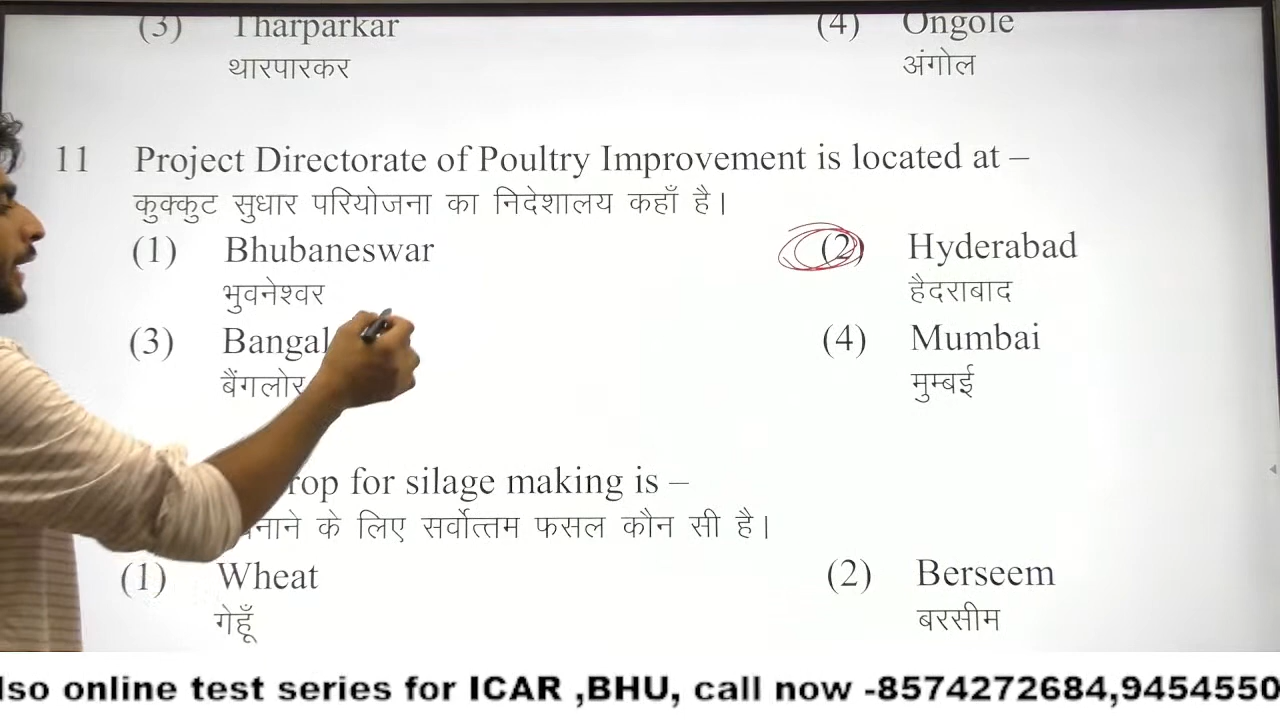 (3) Tharparkar (4) Ongole
थारपारकर अंगोल
11 Project Directorate of Poultry Improvement is located at –
कुक्कुट सुधार परियोजना का निदेशालय कहाँ है।
(1) Bhubaneswar (2) Hyderabad
भुवनेश्वर हैदराबाद
(3) Bangal (4) Mumbai
बैंगलोर मुम्बई
rop for silage making is –
नाने के लिए सर्वोत्तम फसल कौन सी है।
(1) Wheat (2) Berseem
गेहूँ बरसीम
lso online test series for ICAR ,BHU, call now -8574272684,9454550